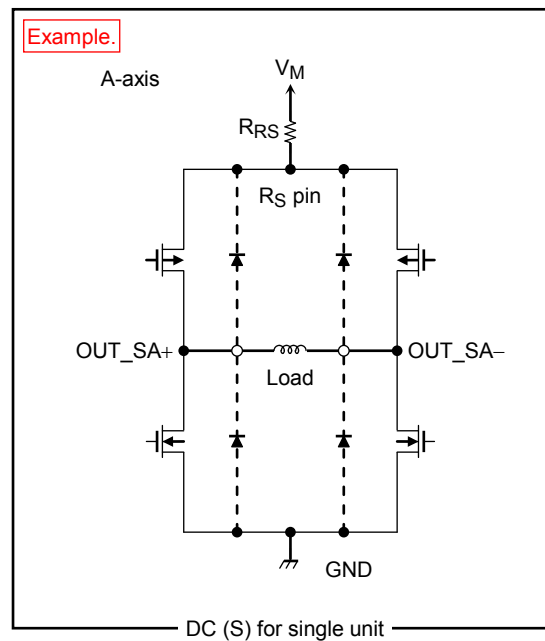 Example.
A-axis
VM
RRS
RS pin
OUT_SA+
OUT_SA−
Load
GND
DC (S) for single unit